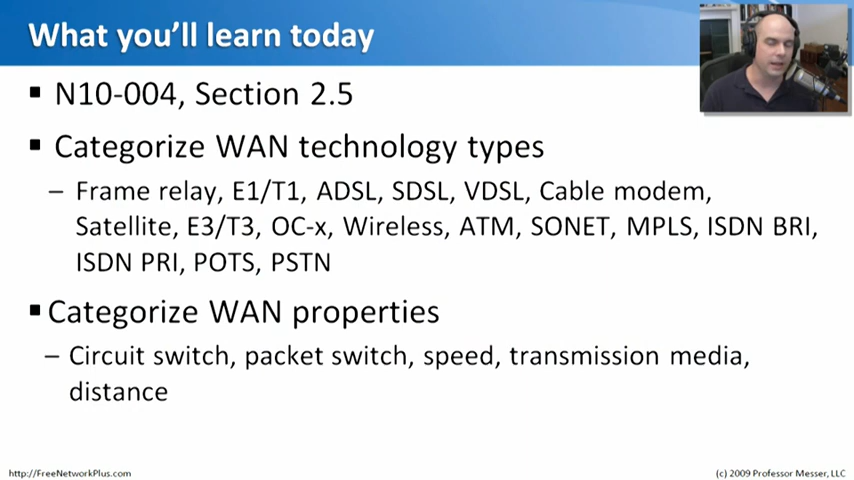 What you'll learn today
▪ N10-004, Section 2.5
▪ Categorize WAN technology types
– Frame relay, E1/T1, ADSL, SDSL, VDSL, Cable modem,
Satellite, E3/T3, OC-x, Wireless, ATM, SONET, MPLS, ISDN BRI,
ISDN PRI, POTS, PSTN
▪ Categorize WAN properties
– Circuit switch, packet switch, speed, transmission media,
distance
http://FreeNetworkPlus.com
(c) 2009 Professor Messer, LLC